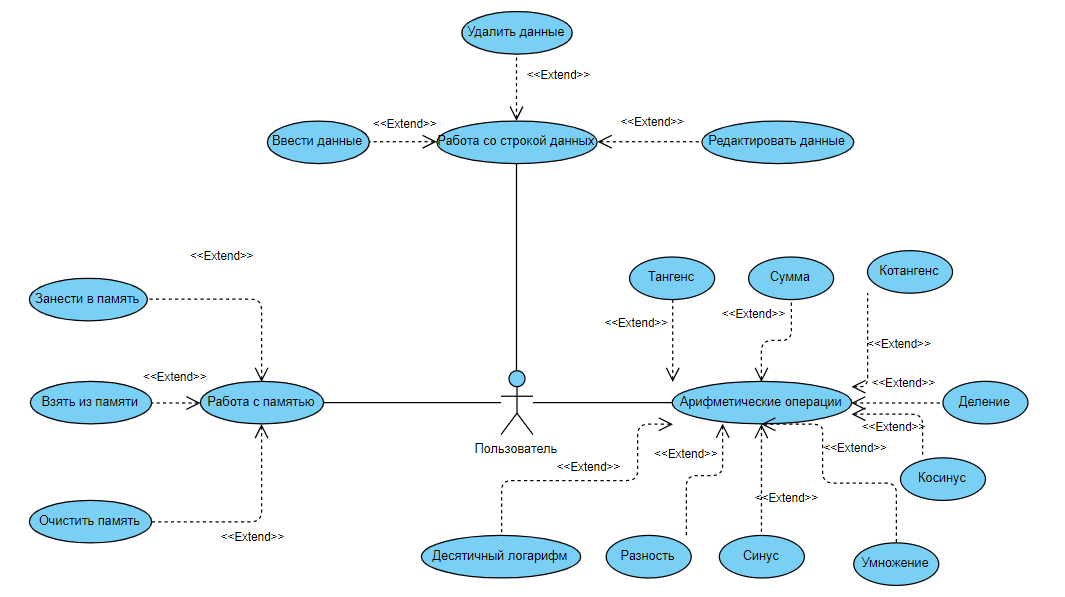 Удалить данные
<<Extend>>
<<Extend>>
<<Extend>>
Ввести данные
Работа со строкой данных
Редактировать данные
<<Extend>>
Тангенс
Сумма
Котангенс
Занести в память
<<Extend>>
<<Extend>>
<<Extend>>
<<Extend>>
<<Extend>>
Взять из памяти
Работа с памятью
Арифметические операции
Деление
<<Extend>>
Пользователь
<<Extend>>
<<Extend>>
<<Extend>>
Косинус
<<Extend>>
Очистить память
<<Extend>>
Десятичный логарифм
Разность
Синус
Умножение